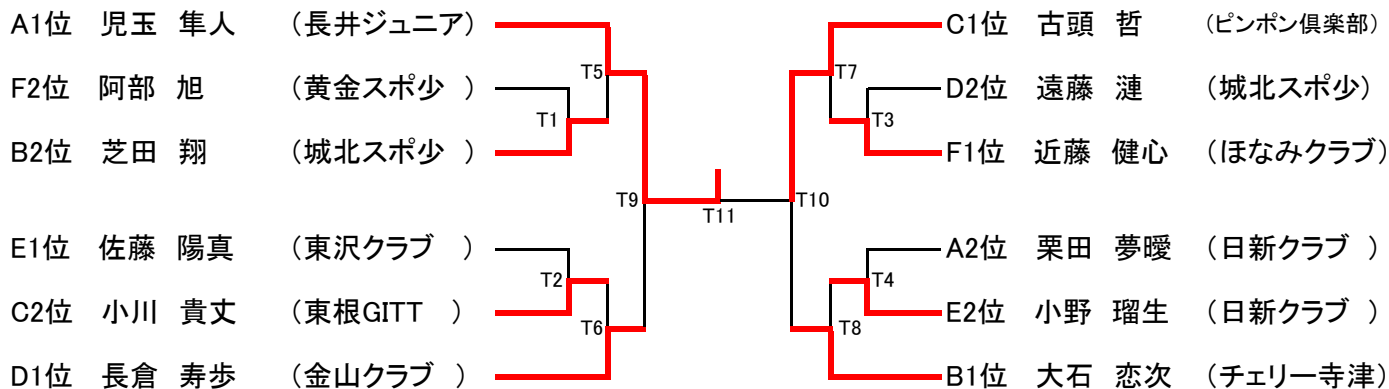 A1位 児玉 隼人 (長井ジュニア)
F2位 阿部 旭 (黄金スポ少 )
B2位 芝田 翔 (城北スポ少 )
E1位 佐藤 陽真 (東沢クラブ )
C2位 小川 貴丈 (東根GITT )
D1位 長倉 寿歩 (金山クラブ )
T5
T1
T9
T2
T6
T11
T7
T3
T10
T4
T8
C1位 古頭 哲 (ピンポン倶楽部)
D2位 遠藤 漣 (城北スポ少)
F1位 近藤 健心 (ほなみクラブ)
A2位 栗田 夢曖 (日新クラブ )
E2位 小野 瑠生 (日新クラブ )
B1位 大石 恋次 (チェリー寺津)